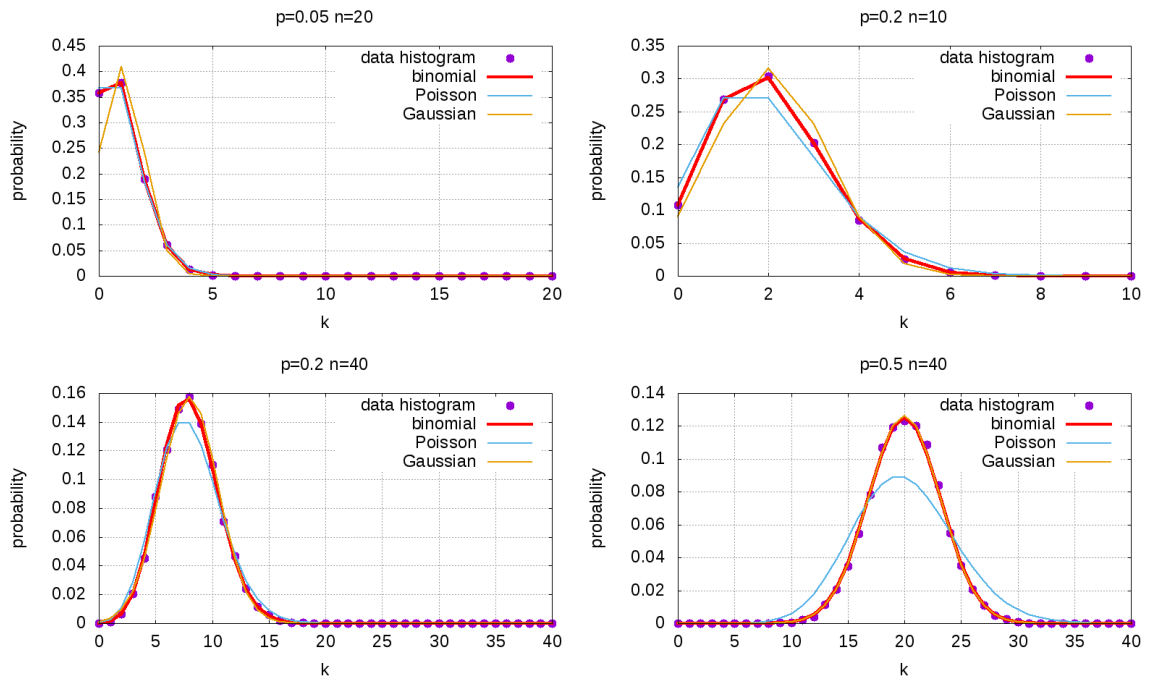 p=0.05 n=20
0.45
0.4
0.35
0.3
0.25
0.2
0.15
0.1
0.05
0
probability
data histogram
binomial
Poisson
Gaussian
0 5 10 10 15 15 20
k
p=0.2 n=10
0.35
0.3
0.25
0.2
0.15
0.1
0.05
0
probability
data histogram
binomial
Poisson
Gaussian
0 2 4 6 8 10
k
p=0.2 n=40
0.16
0.14
0.12
0.1
0.08
0.06
0.04
0.02
0
probability
data histogram
binomial
Poisson
Gaussian
0 5 10 15 20 25 30 35 40
k
p=0.5 n=40
0.14
0.12
0.1
0.08
0.06
0.04
0.02
0
probability
data histogram
binomial
Poisson
Gaussian
0 5 10 15 20 25 30 35 40
k